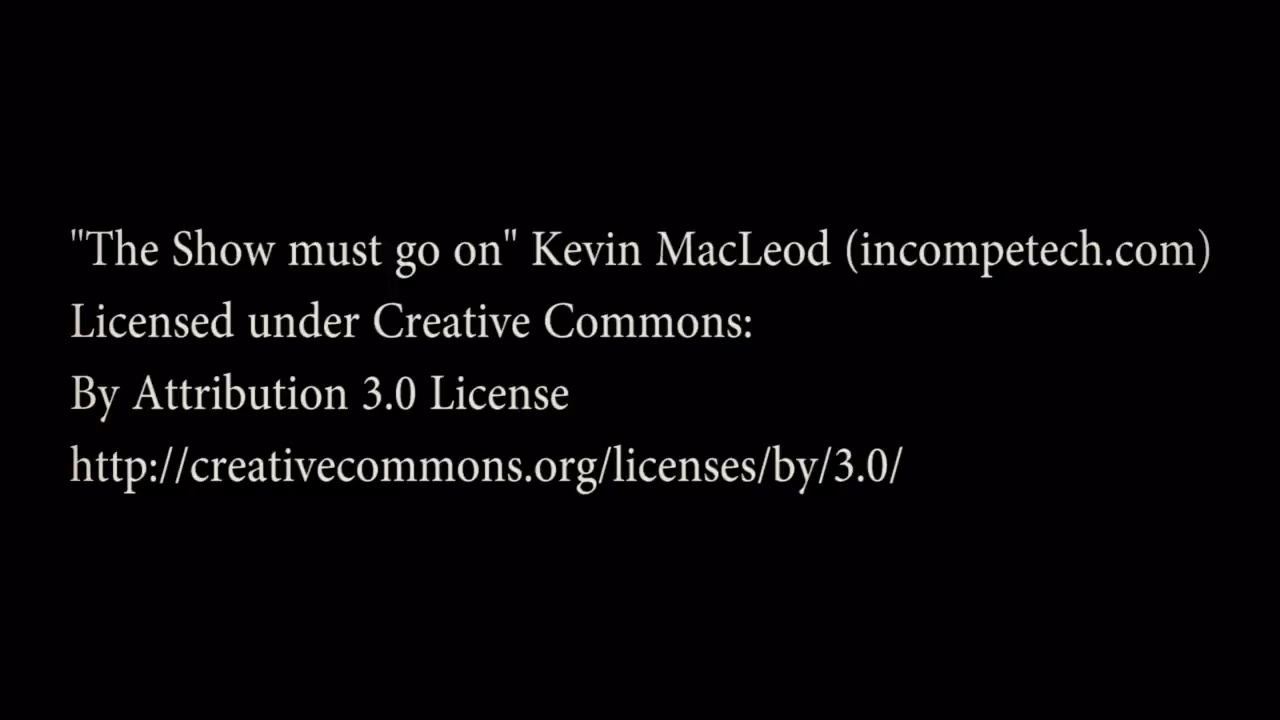 "The Show must go on" Kevin MacLeod (incompetech.com)
Licensed under Creative Commons:
By Attribution 3.0 License
http://creativecommons.org/licenses/by/3.0/